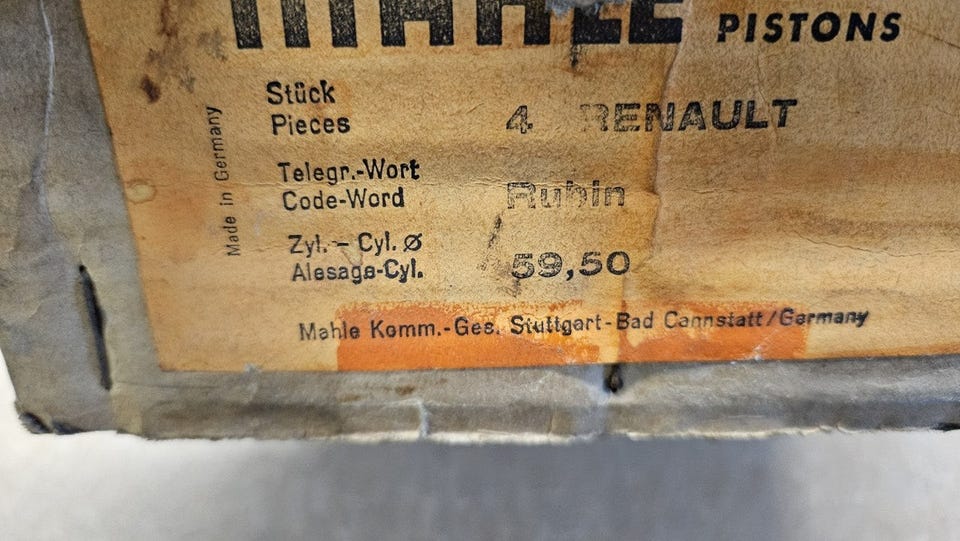 MAHLE PISTONS
Made in Germany
Stück
Pieces 4 RENAULT
Telegr.-Wort
Code-Word Rubin
Zyl.- Cyl. ⌀
Alesage-Cyl. 59,50
Mahle Komm.-Ges. Stuttgart-Bad Cannstatt/Germany